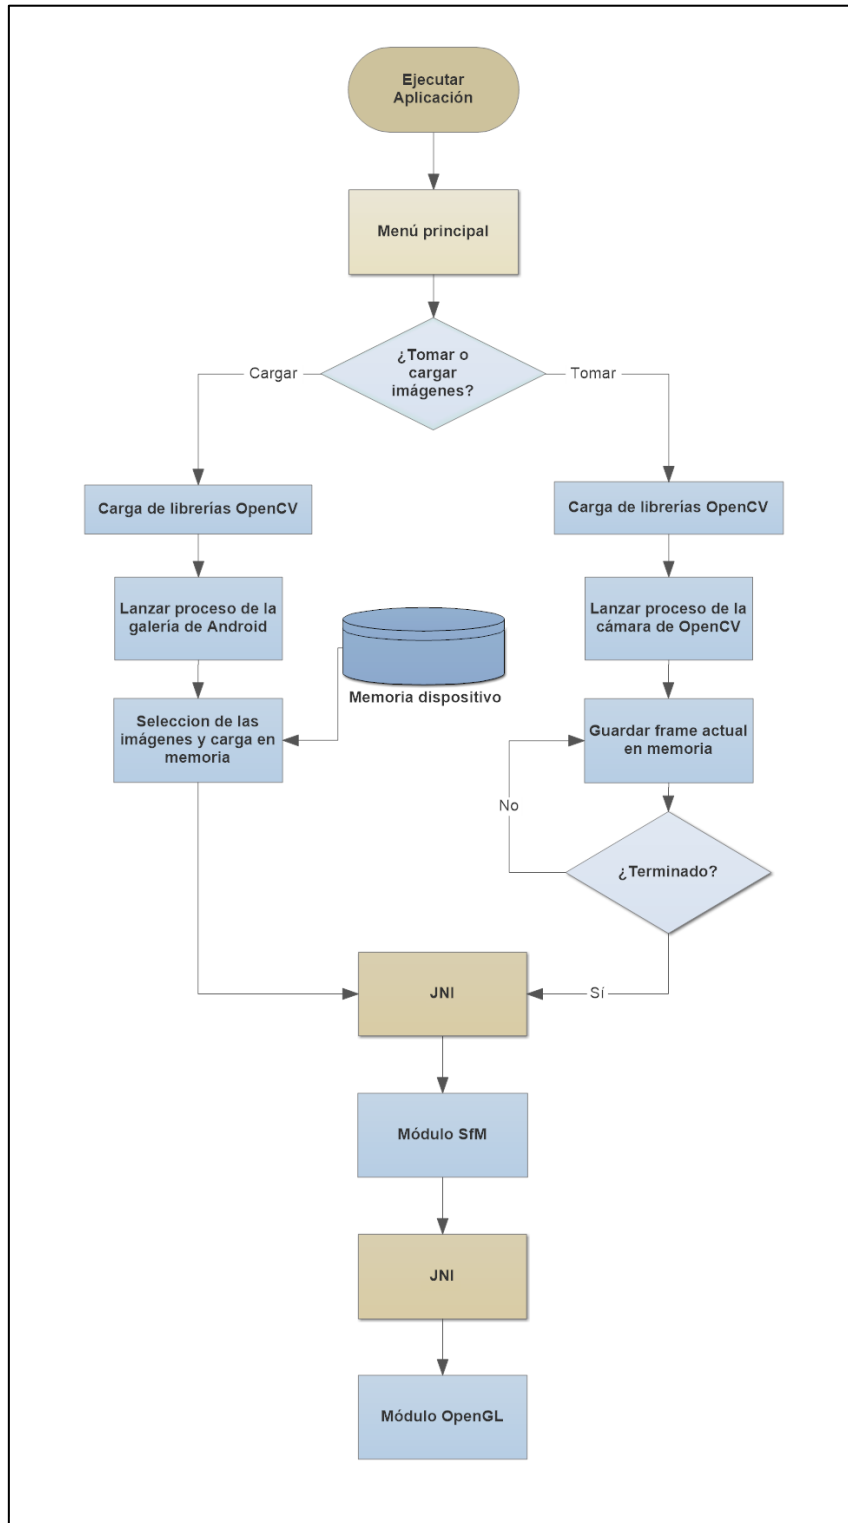 Ejecutar
Aplicación
Menú principal
¿Tomar o
cargar
imágenes?
Cargar
Tomar
Carga de librerías OpenCV
Carga de librerías OpenCV
Lanzar proceso de la
galería de Android
Lanzar proceso de la
cámara de OpenCV
Memoria dispositivo
Seleccion de las
imágenes y carga en
memoria
Guardar frame actual
en memoria
No
¿Terminado?
JNI
Sí
Módulo SfM
JNI
Módulo OpenGL